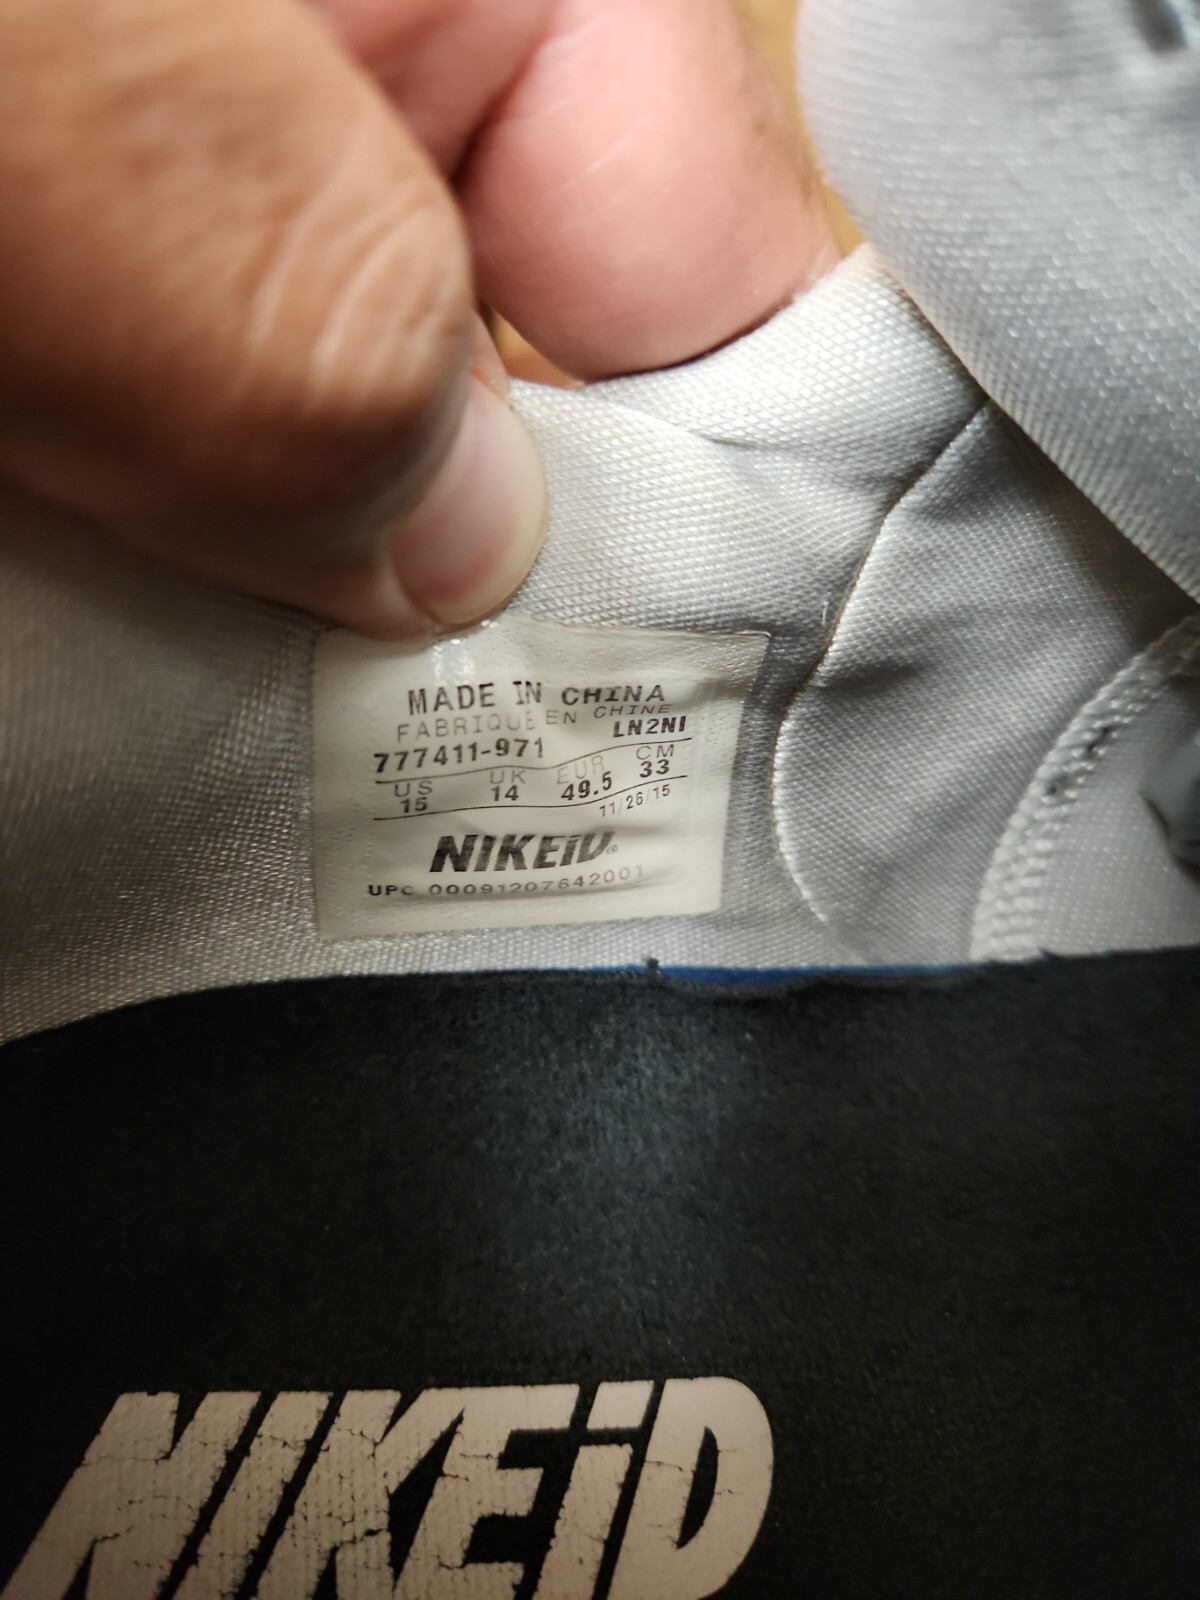 MADE IN CHINA
FABRIQUE EN CHINE
777411-971 LN2NI
US UK EUR CM
15 14 49.5 33
11/26/15
NIKEiD®
UPC 00091207642001
NIKEiD